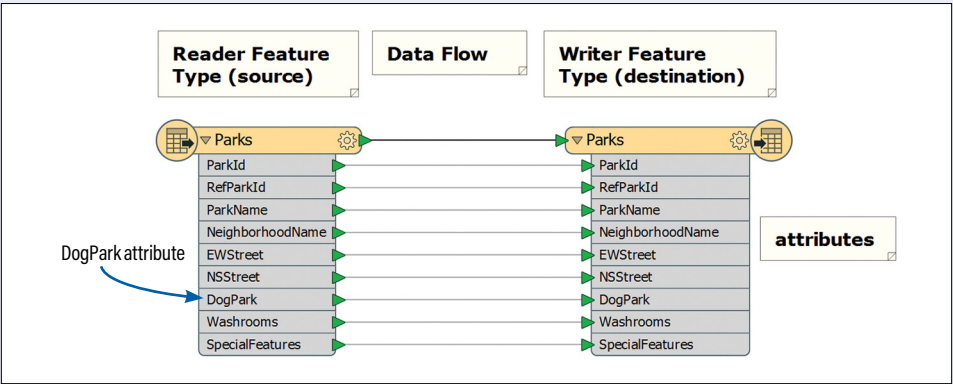 Reader Feature
Type (source)
Data Flow
Writer Feature
Type (destination)
Parks
ParkId
RefParkId
ParkName
NeighborhoodName
EWStreet
NSStreet
DogPark
Washrooms
SpecialFeatures
Parks
ParkId
RefParkId
ParkName
NeighborhoodName
EWStreet
NSStreet
DogPark
Washrooms
SpecialFeatures
attributes
DogPark attribute